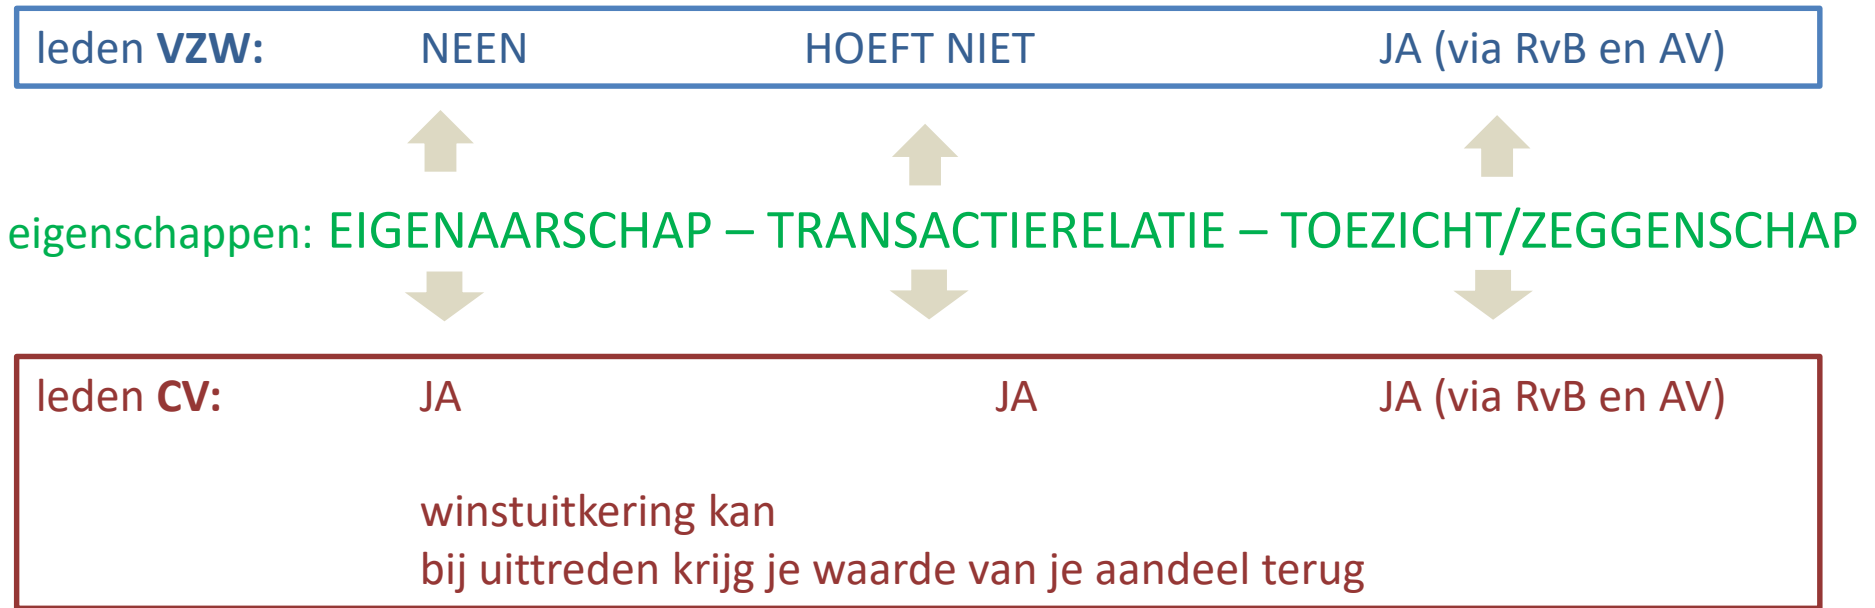 leden VZW: NEEN HOEFT NIET JA (via RvB en AV)
eigenschappen: EIGENAARSCHAP – TRANSACTIERELATIE – TOEZICHT/ZEGGENSCHAP
leden CV: JA JA JA (via RvB en AV)
winstuitkering kan
bij uittreden krijg je waarde van je aandeel terug